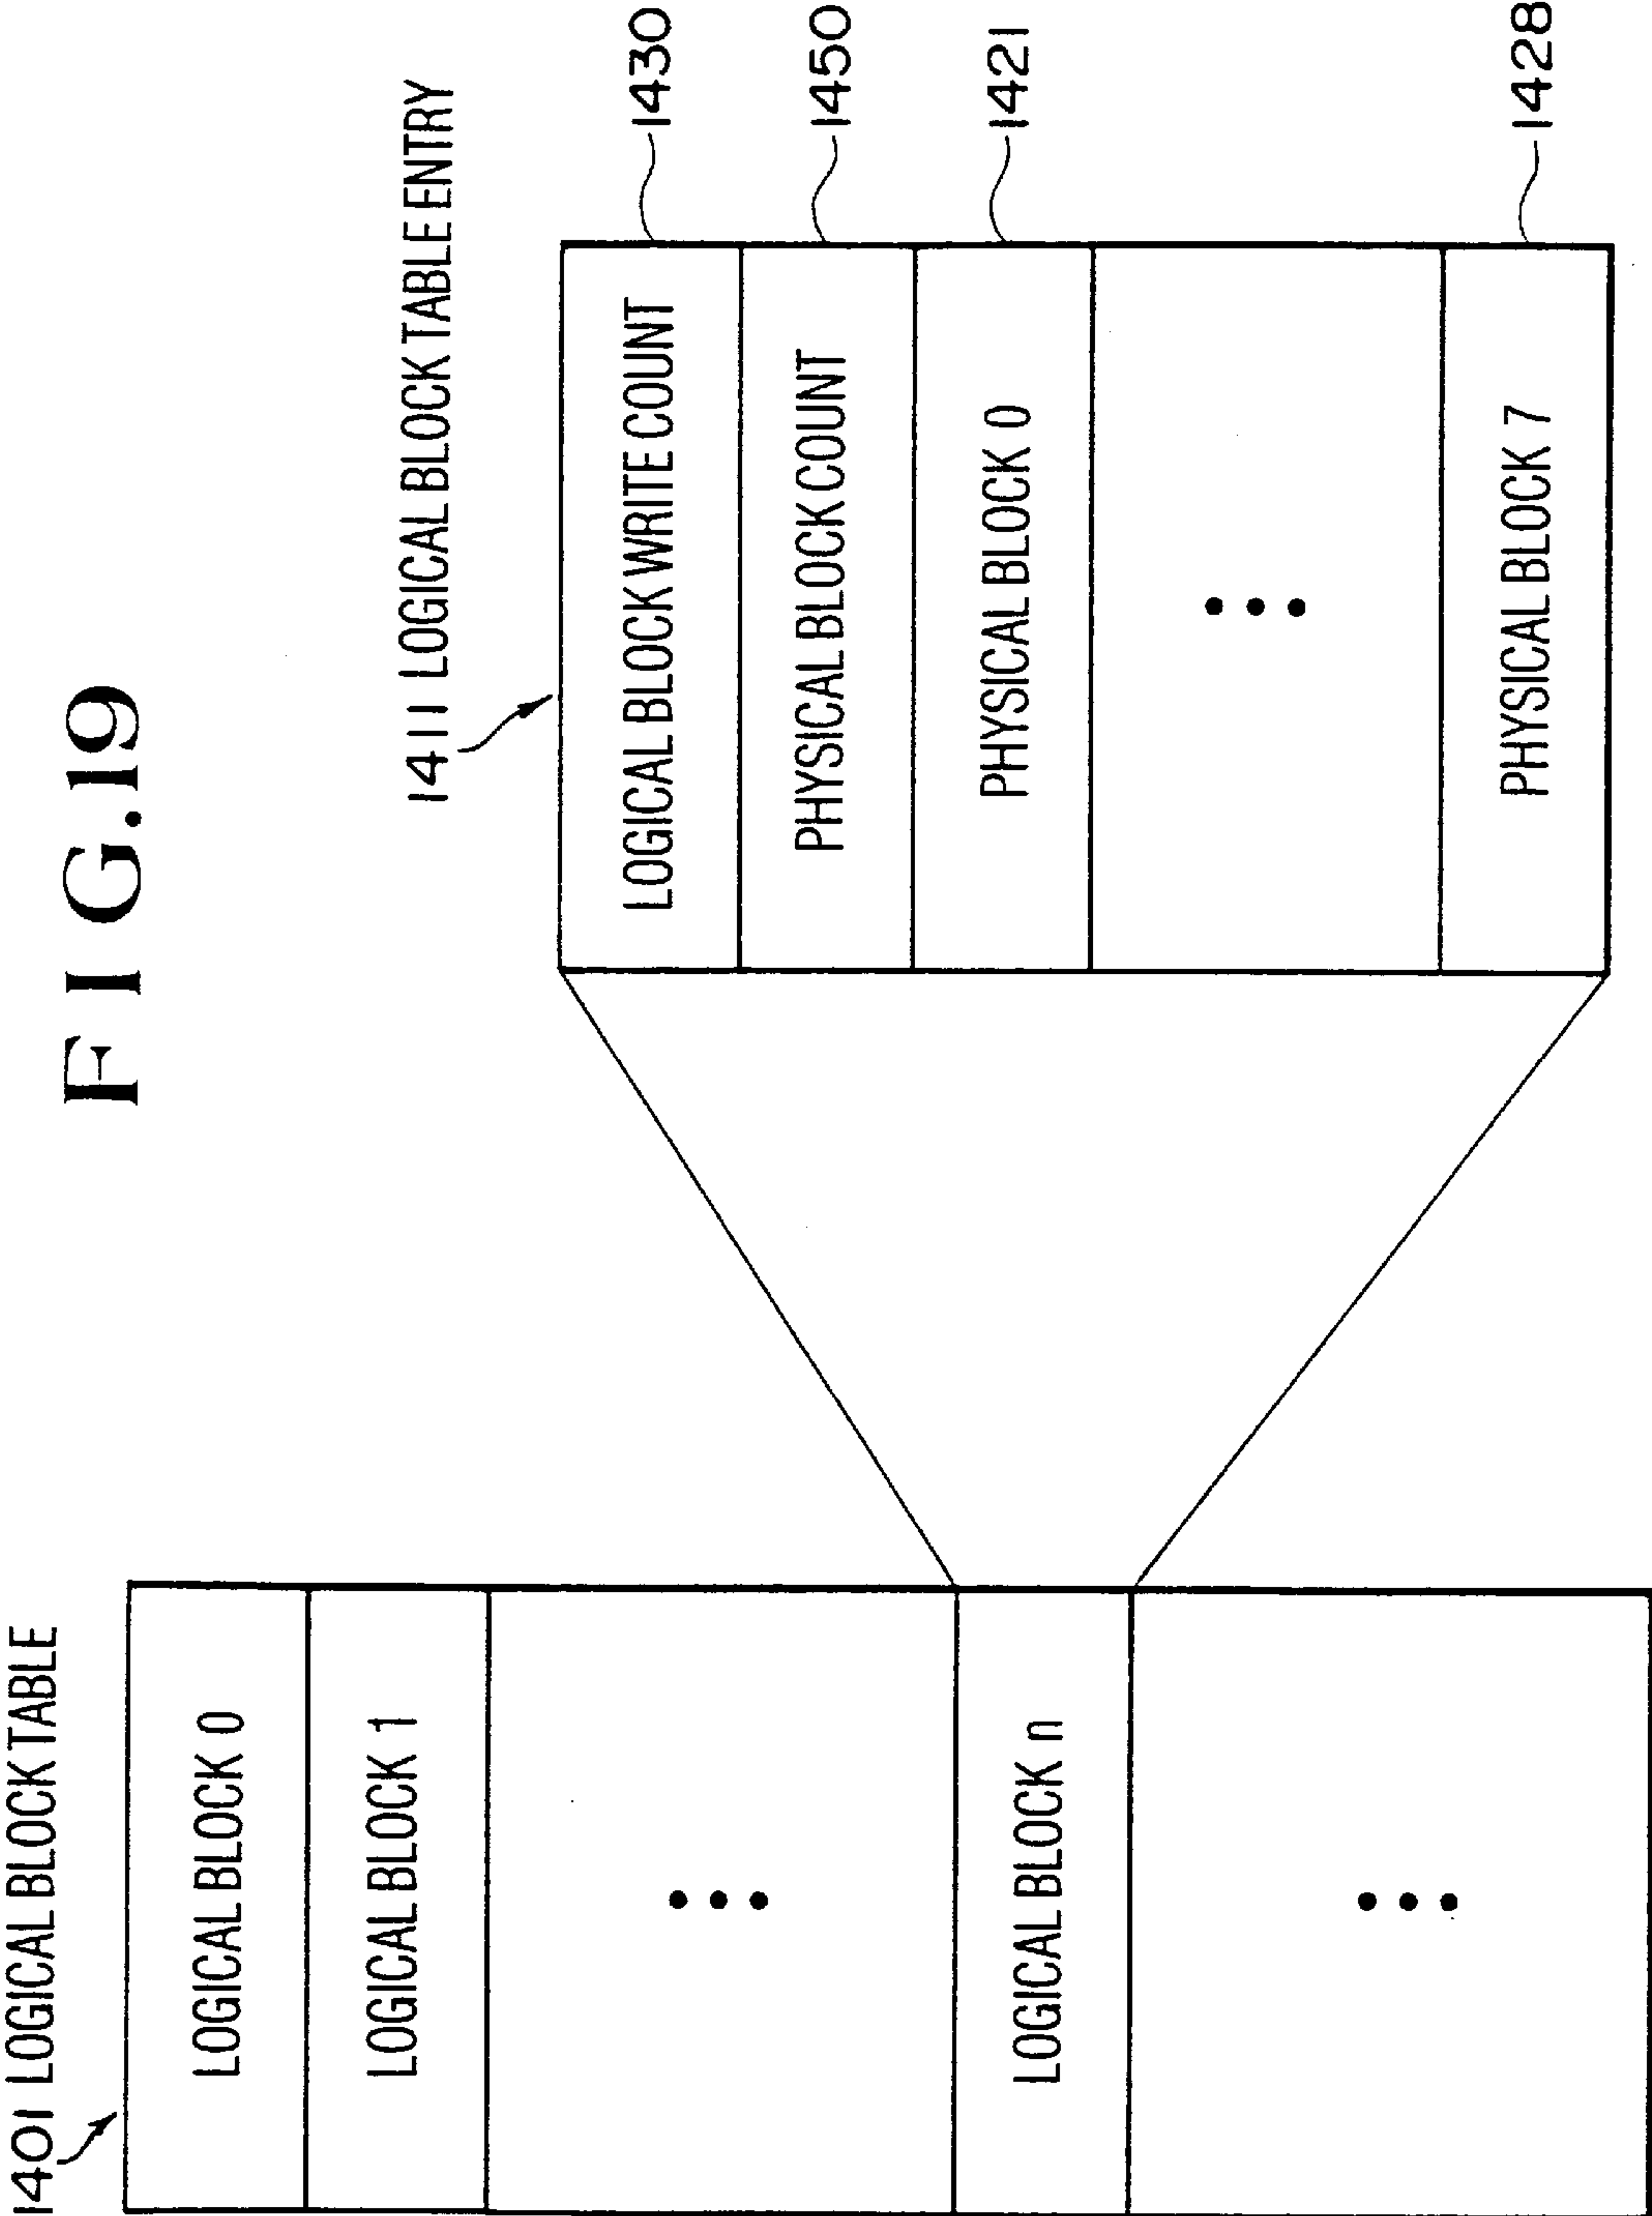 FIG.19
1401 LOGICAL BLOCK TABLE
LOGICAL BLOCK 0
LOGICAL BLOCK 1
LOGICAL BLOCK n
1411 LOGICAL BLOCK TABLE ENTRY
LOGICAL BLOCK WRITE COUNT
1430
PHYSICAL BLOCK COUNT
1450
PHYSICAL BLOCK 0
1421
PHYSICAL BLOCK 7
1428